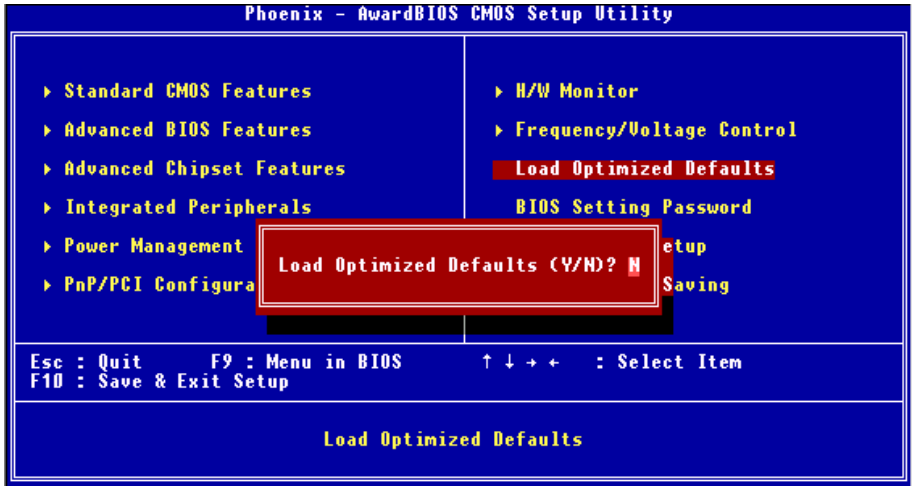 Phoenix - AwardBIOS CMOS Setup Utility
▸ Standard CMOS Features
▸ Advanced BIOS Features
▸ Advanced Chipset Features
▸ Integrated Peripherals
▸ Power Management
▸ PnP/PCI Configura
▸ H/W Monitor
▸ Frequency/Voltage Control
Load Optimized Defaults
BIOS Setting Password
etup
Saving
Load Optimized Defaults (Y/N)? N
Esc : Quit F9 : Menu in BIOS ↑ ↓ → ← : Select Item
F10 : Save & Exit Setup
Load Optimized Defaults